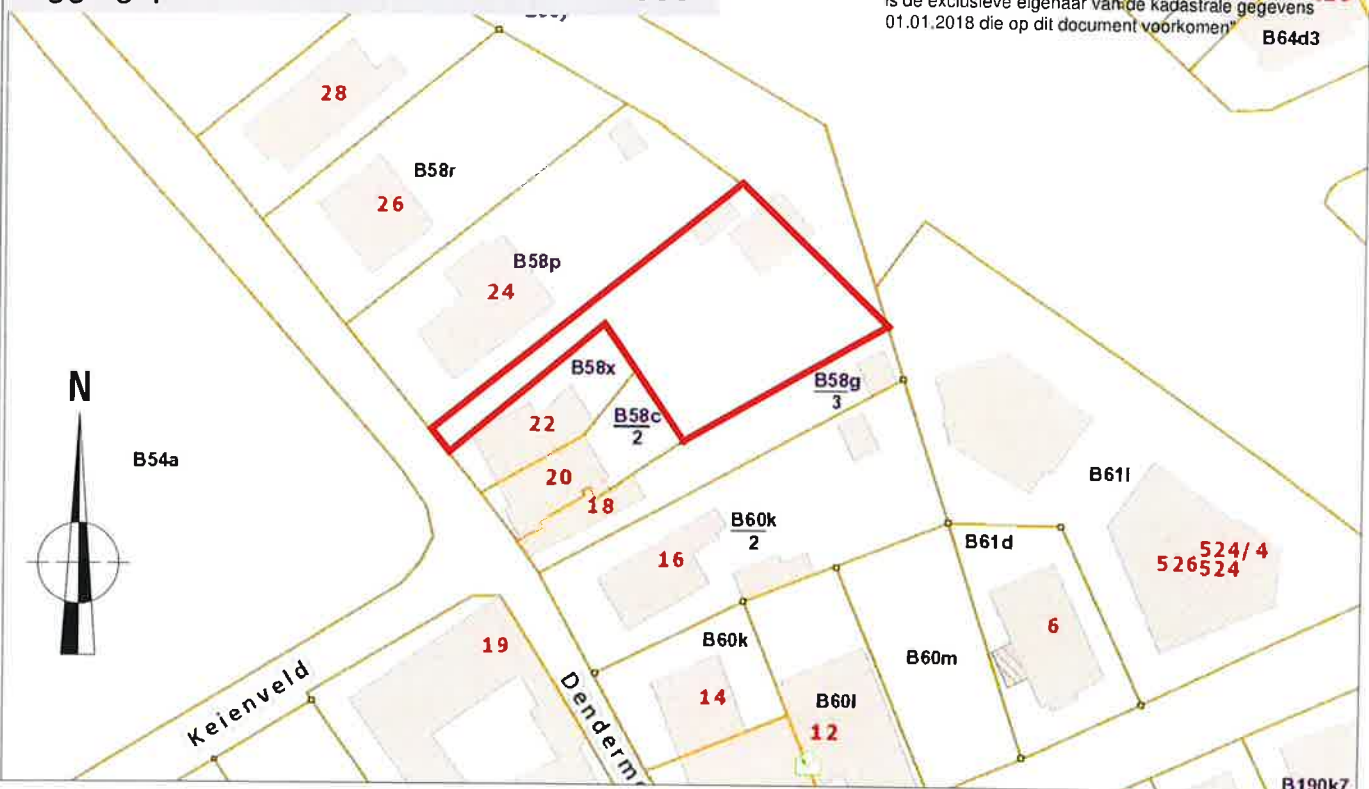 is de exclusieve eigenaar van de kadastrale gegevens
01.01.2018 die op dit document voorkomen"
B64d3
28
B58r
26
B58p
24
B58x
22
B58c
2
B58g
3
N
B54a
20
18
B61l
B60k
2
B61d
16
524/4
526 524
6
19
B60k
B60m
Keienveld
14
B60l
12
Denderm
B190k7